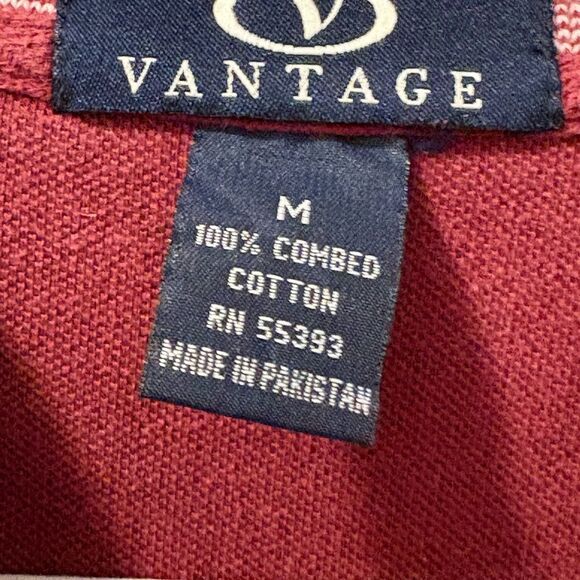 VANTAGE
M
100% COMBED
COTTON
RN 55393
MADE IN PAKISTAN